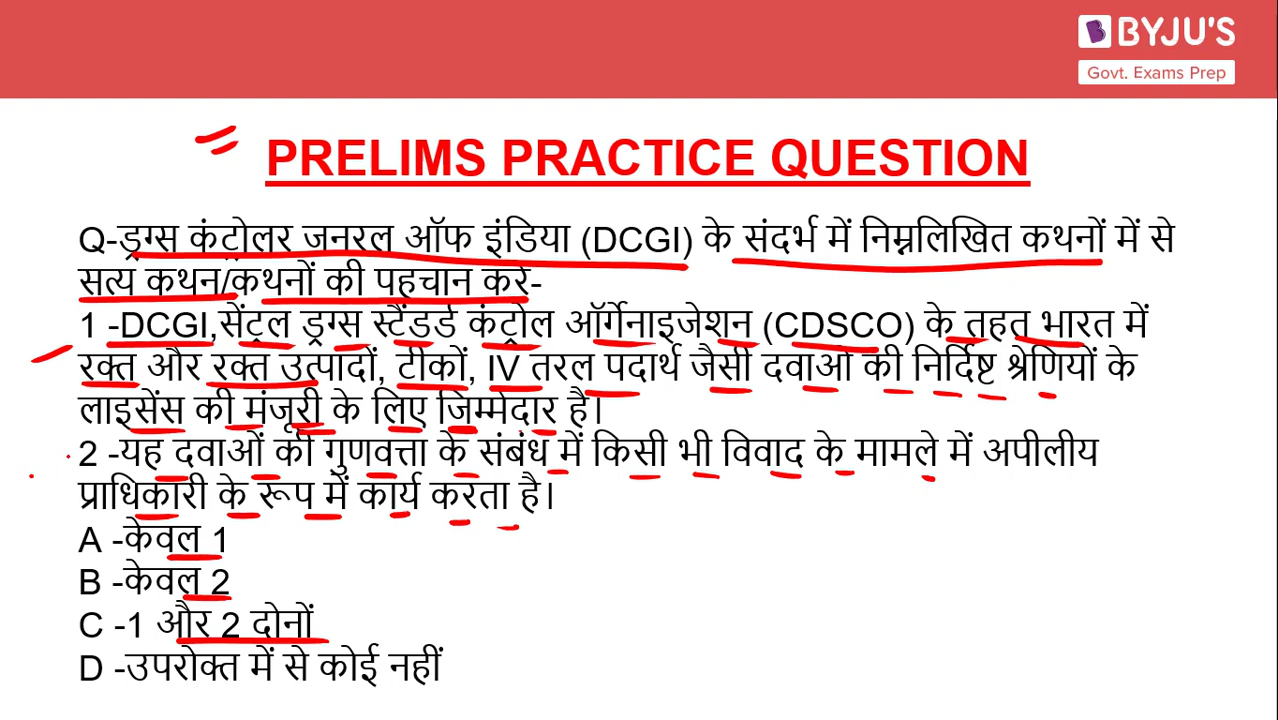 BYJU'S
Govt. Exams Prep
PRELIMS PRACTICE QUESTION
Q-ड्रग्स कंट्रोलर जनरल ऑफ इंडिया (DCGI) के संदर्भ में निम्नलिखित कथनों में से
सत्य कथन/कथनों की पहचान करें-
1 -DCGI,सेंट्रल ड्रग्स स्टैंडर्ड कंट्रोल ऑर्गेनाइजेशन (CDSCO) के तहत भारत में
रक्त और रक्त उत्पादों, टीकों, IV तरल पदार्थ जैसी दवाओं की निर्दिष्ट श्रेणियों के
लाइसेंस की मंजूरी के लिए जिम्मेदार है।
2 -यह दवाओं की गुणवत्ता के संबंध में किसी भी विवाद के मामले में अपीलीय
प्राधिकारी के रूप में कार्य करता है।
A -केवल 1
B -केवल 2
C -1 और 2 दोनों
D -उपरोक्त में से कोई नहीं